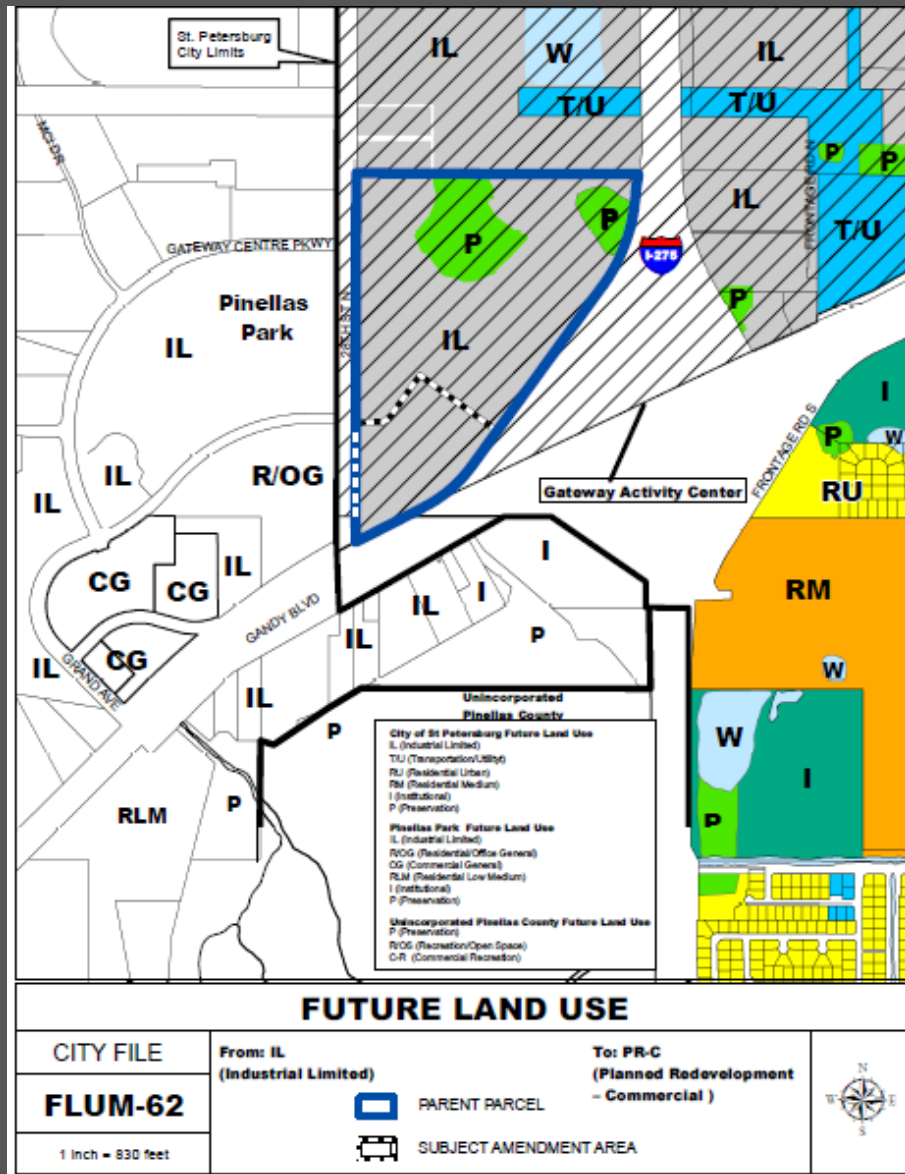 St. Petersburg
City Limits
IL
W
IL
T/U
T/U
MCI DR
P
P
FRONTAGE RD N
IL
T/U
P
P
GATEWAY CENTRE PKWY
I-275
P
Pinellas
Park
IL
28TH ST N
IL
I
FRONTAGE RD S
P
W
R/OG
IL
IL
Gateway Activity Center
RU
CG
CG
IL
I
RM
IL
I
GANDY BLVD
IL
P
CG
IL
GRAND AVE
W
IL
Unincorporated
Pinellas County
P
W
I
P
RLM
P
City of St Petersburg Future Land Use
IL (Industrial Limited)
T/U (Transportation/Utility)
RU (Residential Urban)
RM (Residential Medium)
I (Institutional)
P (Preservation)
Pinellas Park Future Land Use
IL (Industrial Limited)
R/OG (Residential/Office General)
CG (Commercial General)
RLM (Residential Low Medium)
I (Institutional)
P (Preservation)
Unincorporated Pinellas County Future Land Use
P (Preservation)
R/OS (Recreation/Open Space)
C-R (Commercial Recreation)
FUTURE LAND USE
CITY FILE
FLUM-62
1 inch = 830 feet
From: IL
(Industrial Limited)
To: PR-C
(Planned Redevelopment
– Commercial )
PARENT PARCEL
SUBJECT AMENDMENT AREA
N
W
E
S